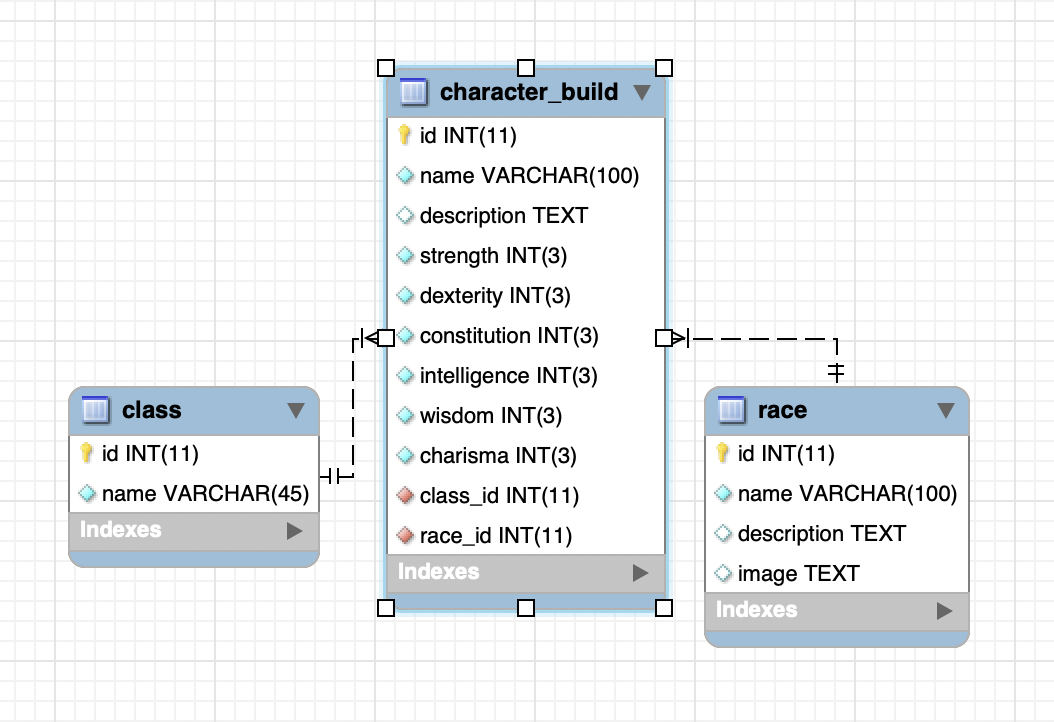 character_build
id INT(11)
name VARCHAR(100)
description TEXT
strength INT(3)
dexterity INT(3)
constitution INT(3)
intelligence INT(3)
wisdom INT(3)
charisma INT(3)
class_id INT(11)
race_id INT(11)
Indexes
class
id INT(11)
name VARCHAR(45)
Indexes
race
id INT(11)
name VARCHAR(100)
description TEXT
image TEXT
Indexes